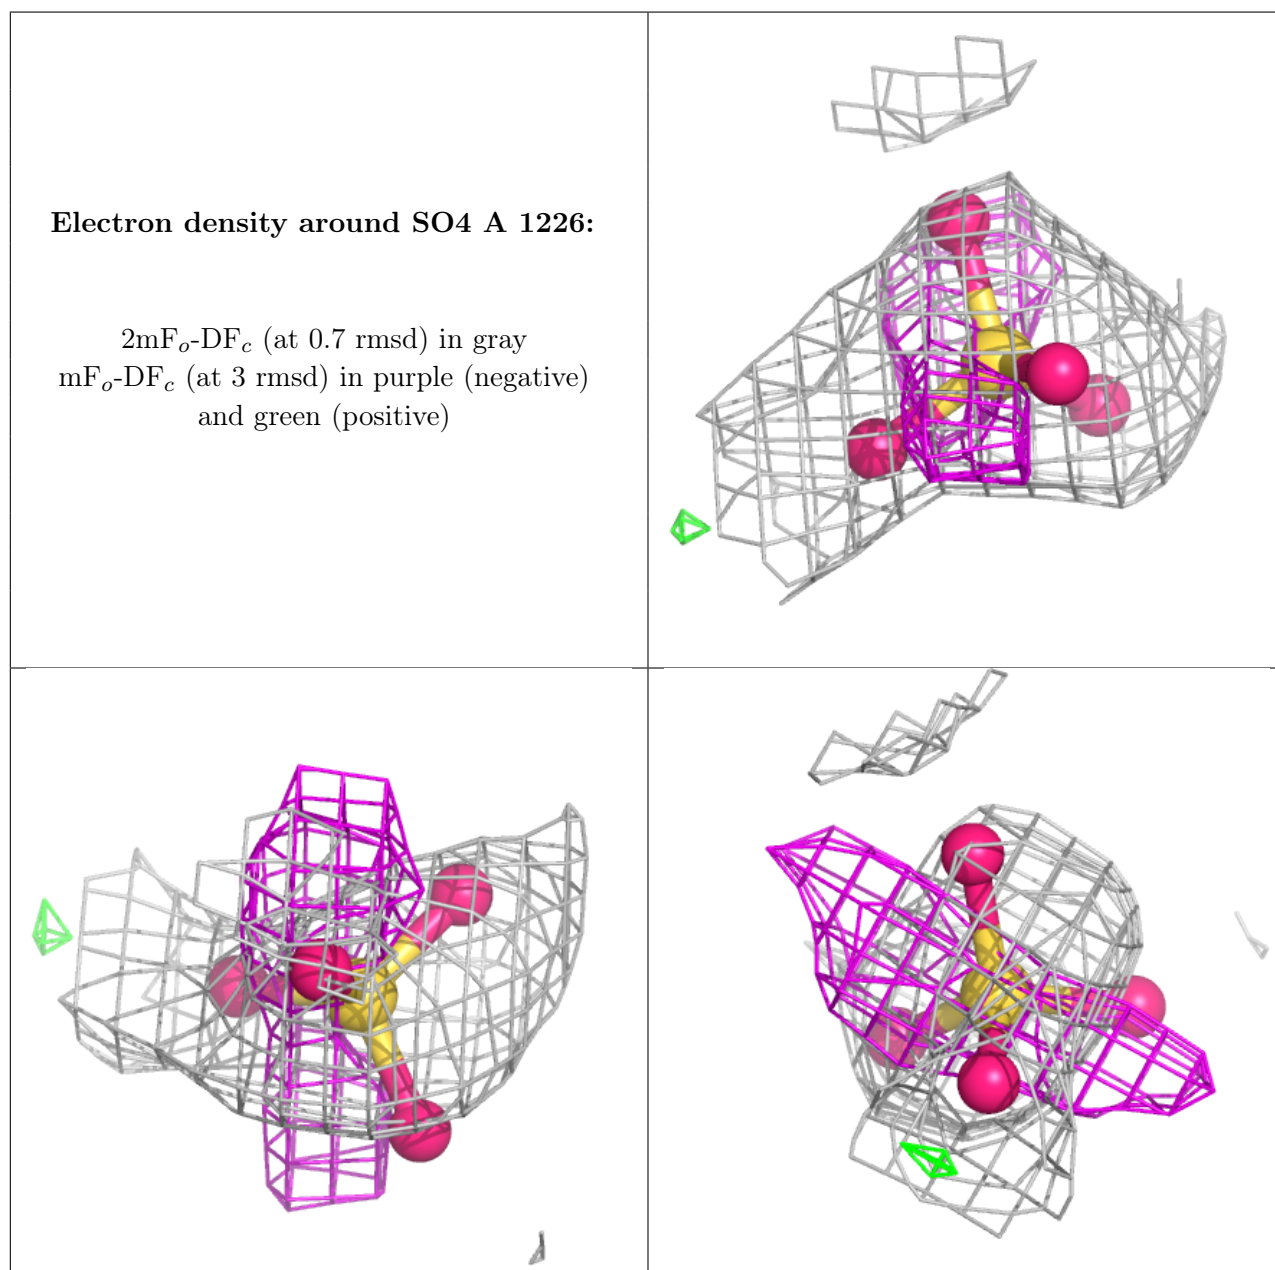 Electron density around SO4 A 1226:
2mFₒ-DF𝒸 (at 0.7 rmsd) in gray
mFₒ-DF𝒸 (at 3 rmsd) in purple (negative)
and green (positive)